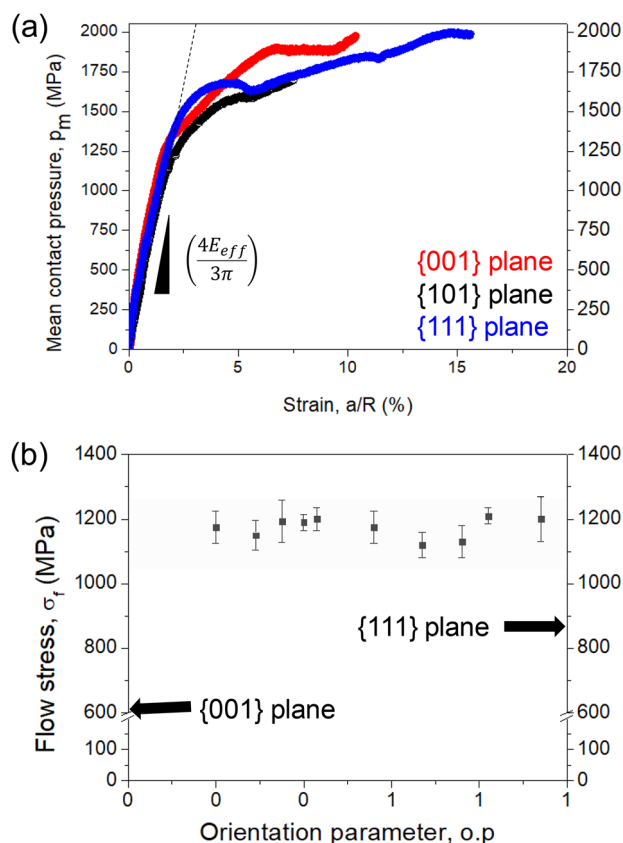 (a)
2000
1750
1500
1250
1000
750
500
250
0
Mean contact pressure, pm (MPa)
2000
1750
1500
1250
1000
750
500
250
0
(4Eeff/3π)
{001} plane
{101} plane
{111} plane
0 5 10 15 20
Strain, a/R (%)
(b)
1400
1200
1000
800
600
100
0
Flow stress, σf (MPa)
1400
1200
1000
800
600
100
0
{111} plane
{001} plane
0 0 0 1 1 1
Orientation parameter, o.p